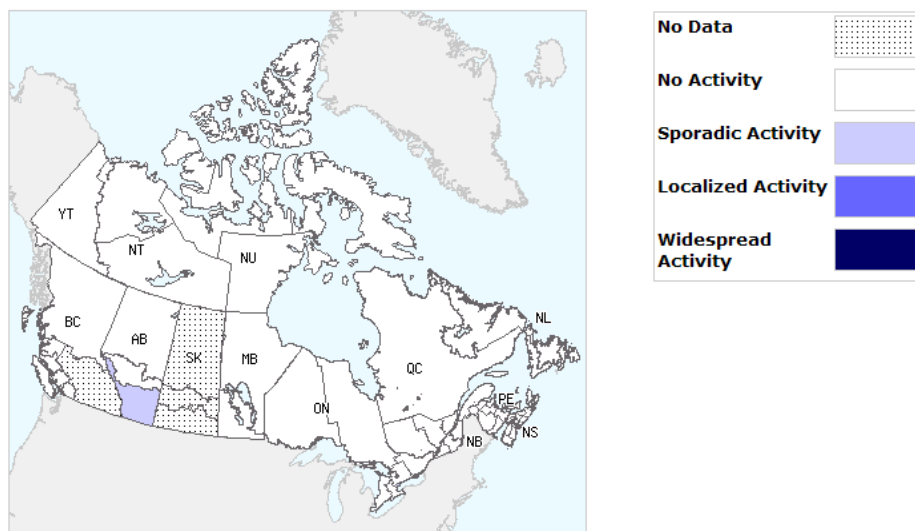 YT
NT
NU
BC
AB
SK
MB
ON
QC
NL
PE
NB
NS
No Data
No Activity
Sporadic Activity
Localized Activity
Widespread
Activity